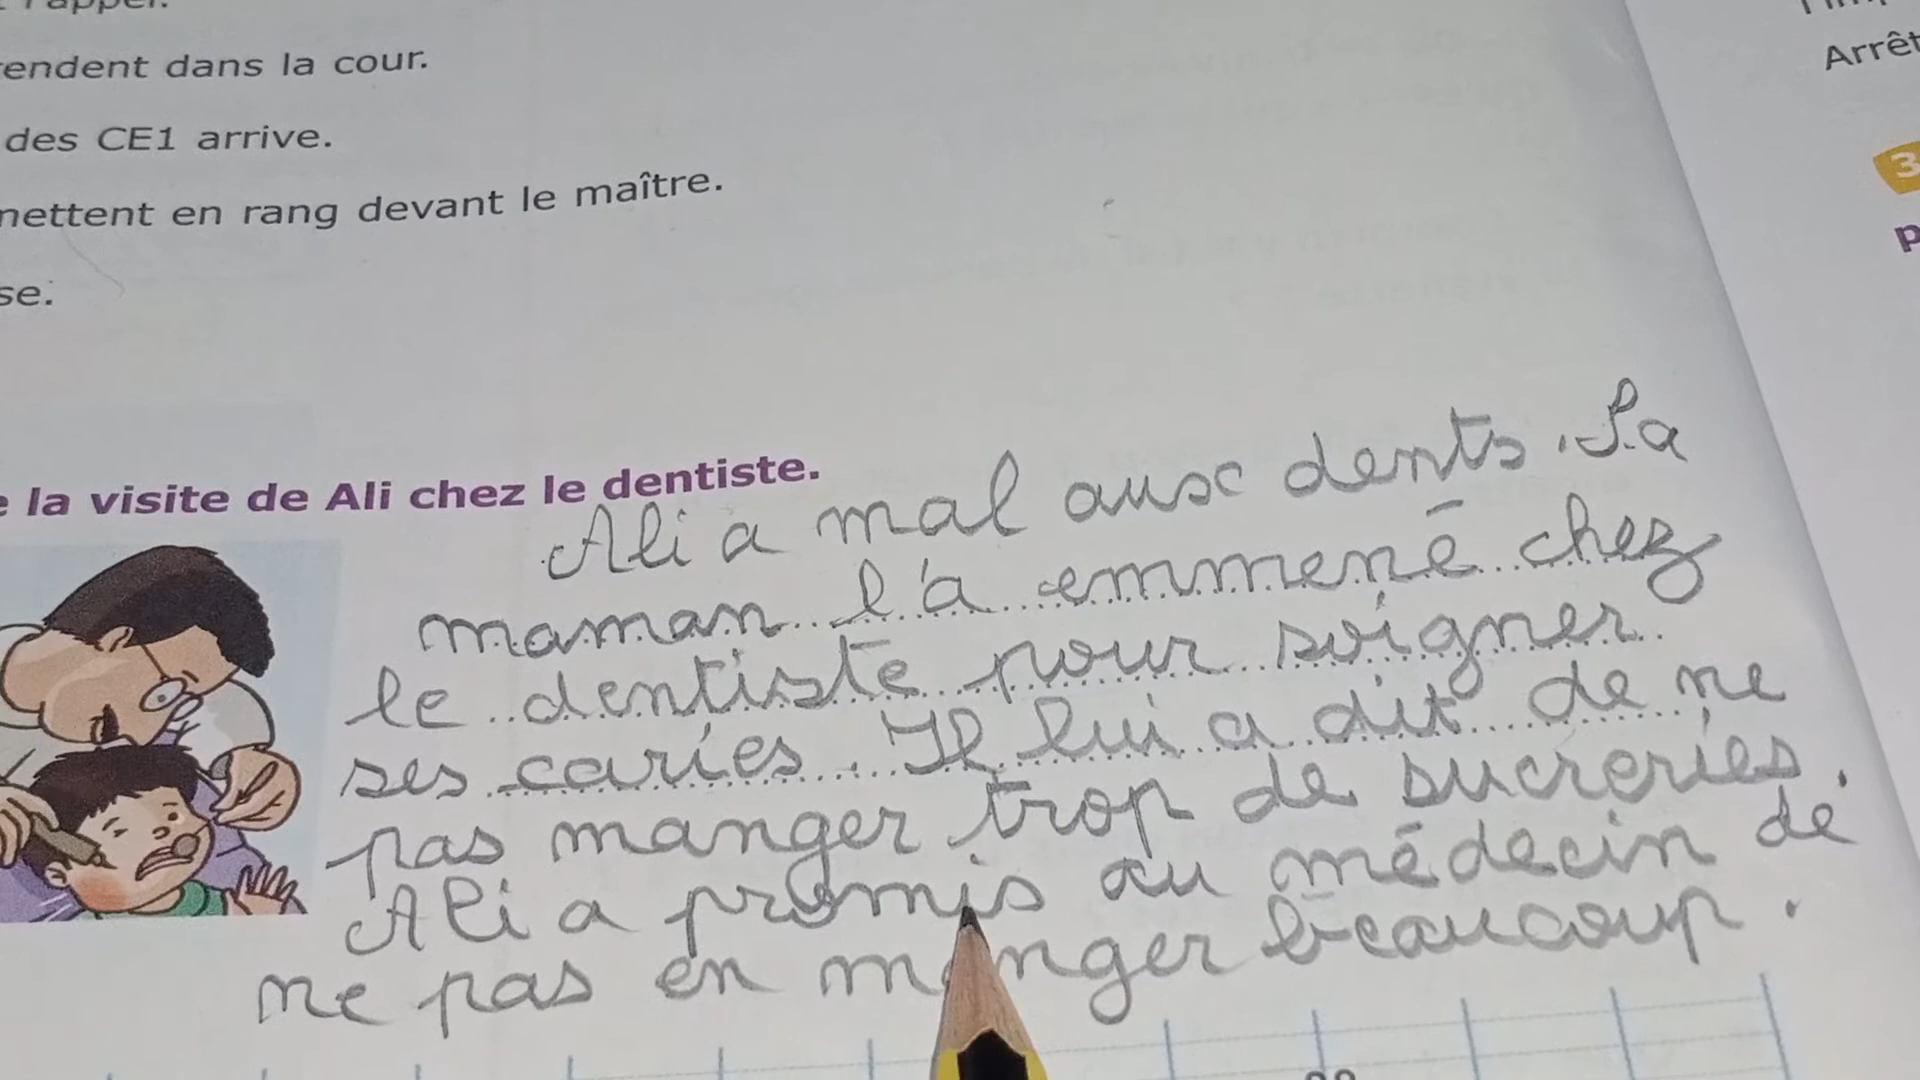 l'appel.
endent dans la cour.
des CE1 arrive.
mettent en rang devant le maître.
se.
la visite de Ali chez le dentiste.
Ali a mal aux dents. Sa
maman l'a emmené chez
le dentiste pour soigner
ses caries. Il lui a dit de ne
pas manger trop de sucreries.
Ali a promis au médecin de
ne pas en manger beaucoup.
Arrêt
3
p